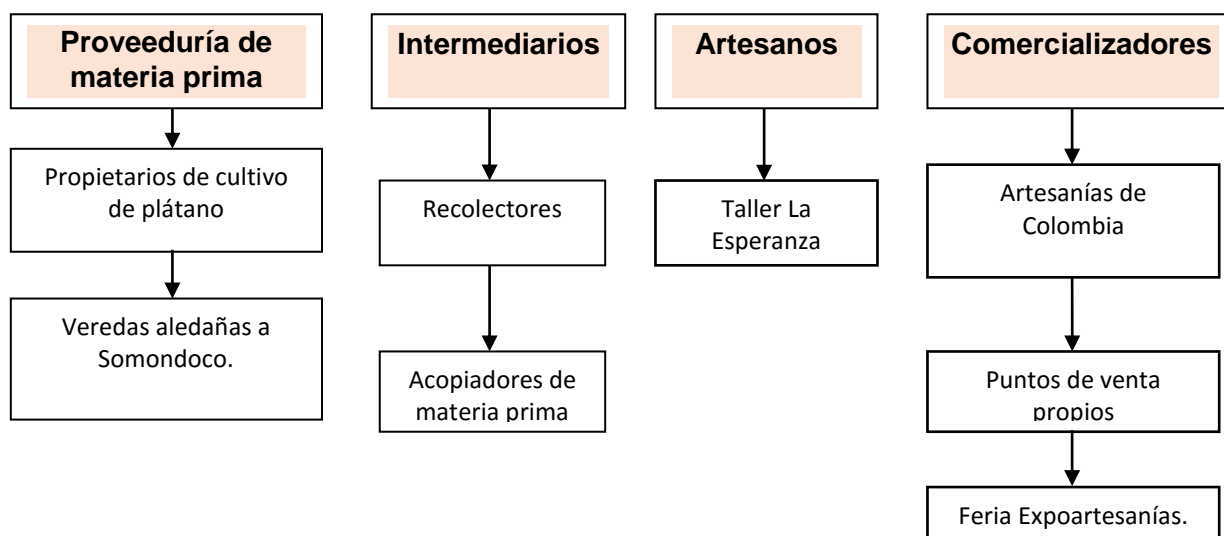 Proveeduría de
materia prima
Intermediarios
Artesanos
Comercializadores
Propietarios de cultivo
de plátano
Recolectores
Taller La
Esperanza
Artesanías de
Colombia
Veredas aledañas a
Somondoco.
Acopiadores de
materia prima
Puntos de venta
propios
Feria Expoartesanías.